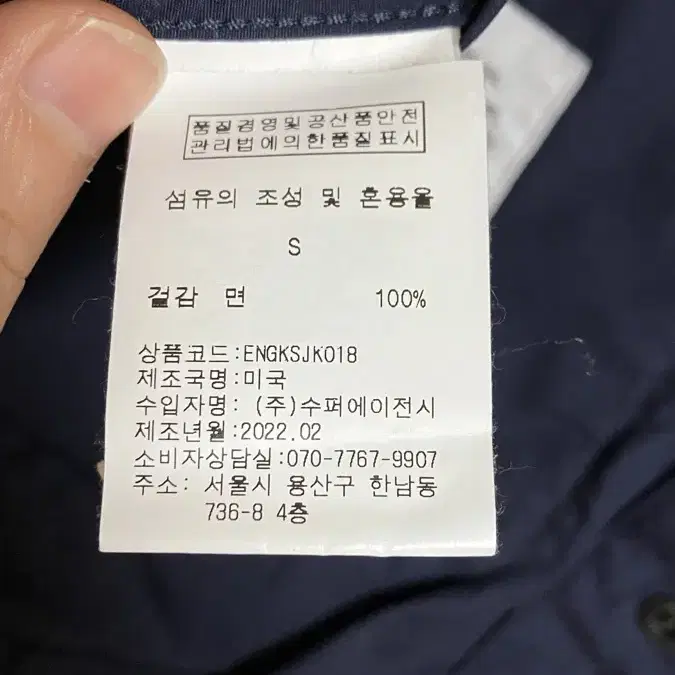 품질경영및공산품안전
관리법에의한품질표시
섬유의 조성 및 혼용율
S
겉감 면 100%
상품코드:ENGKSJK018
제조국명:미국
수입자명: (주)수퍼에이전시
제조년월:2022.02
소비자상담실:070-7767-9907
주소: 서울시 용산구 한남동
736-8 4층